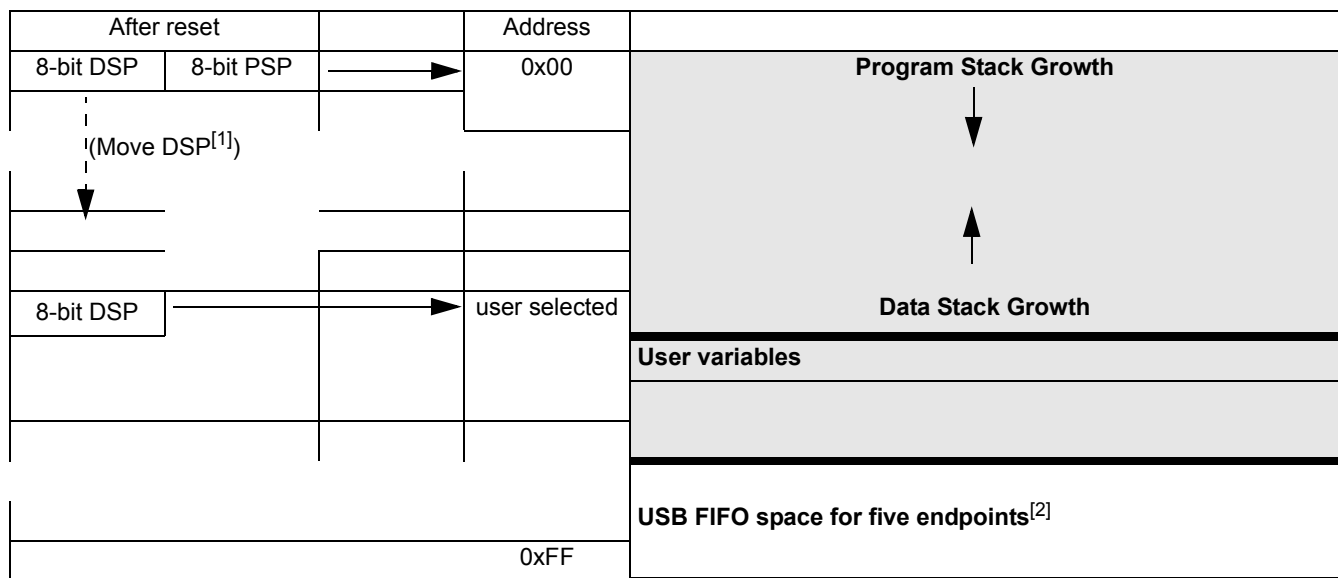 After reset Address
8-bit DSP 8-bit PSP 0x00 Program Stack Growth
(Move DSP[1])
8-bit DSP user selected Data Stack Growth
User variables
USB FIFO space for five endpoints[2]
0xFF